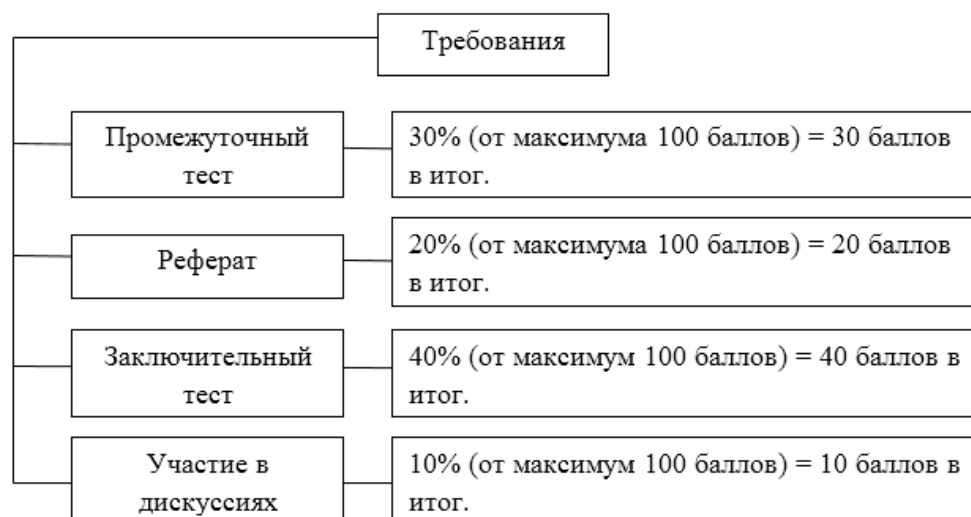 Требования
Промежуточный
тест
30% (от максимума 100 баллов) = 30 баллов
в итог.
Реферат
20% (от максимума 100 баллов) = 20 баллов
в итог.
Заключительный
тест
40% (от максимум 100 баллов) = 40 баллов в
итог.
Участие в
дискуссиях
10% (от максимум 100 баллов) = 10 баллов в
итог.